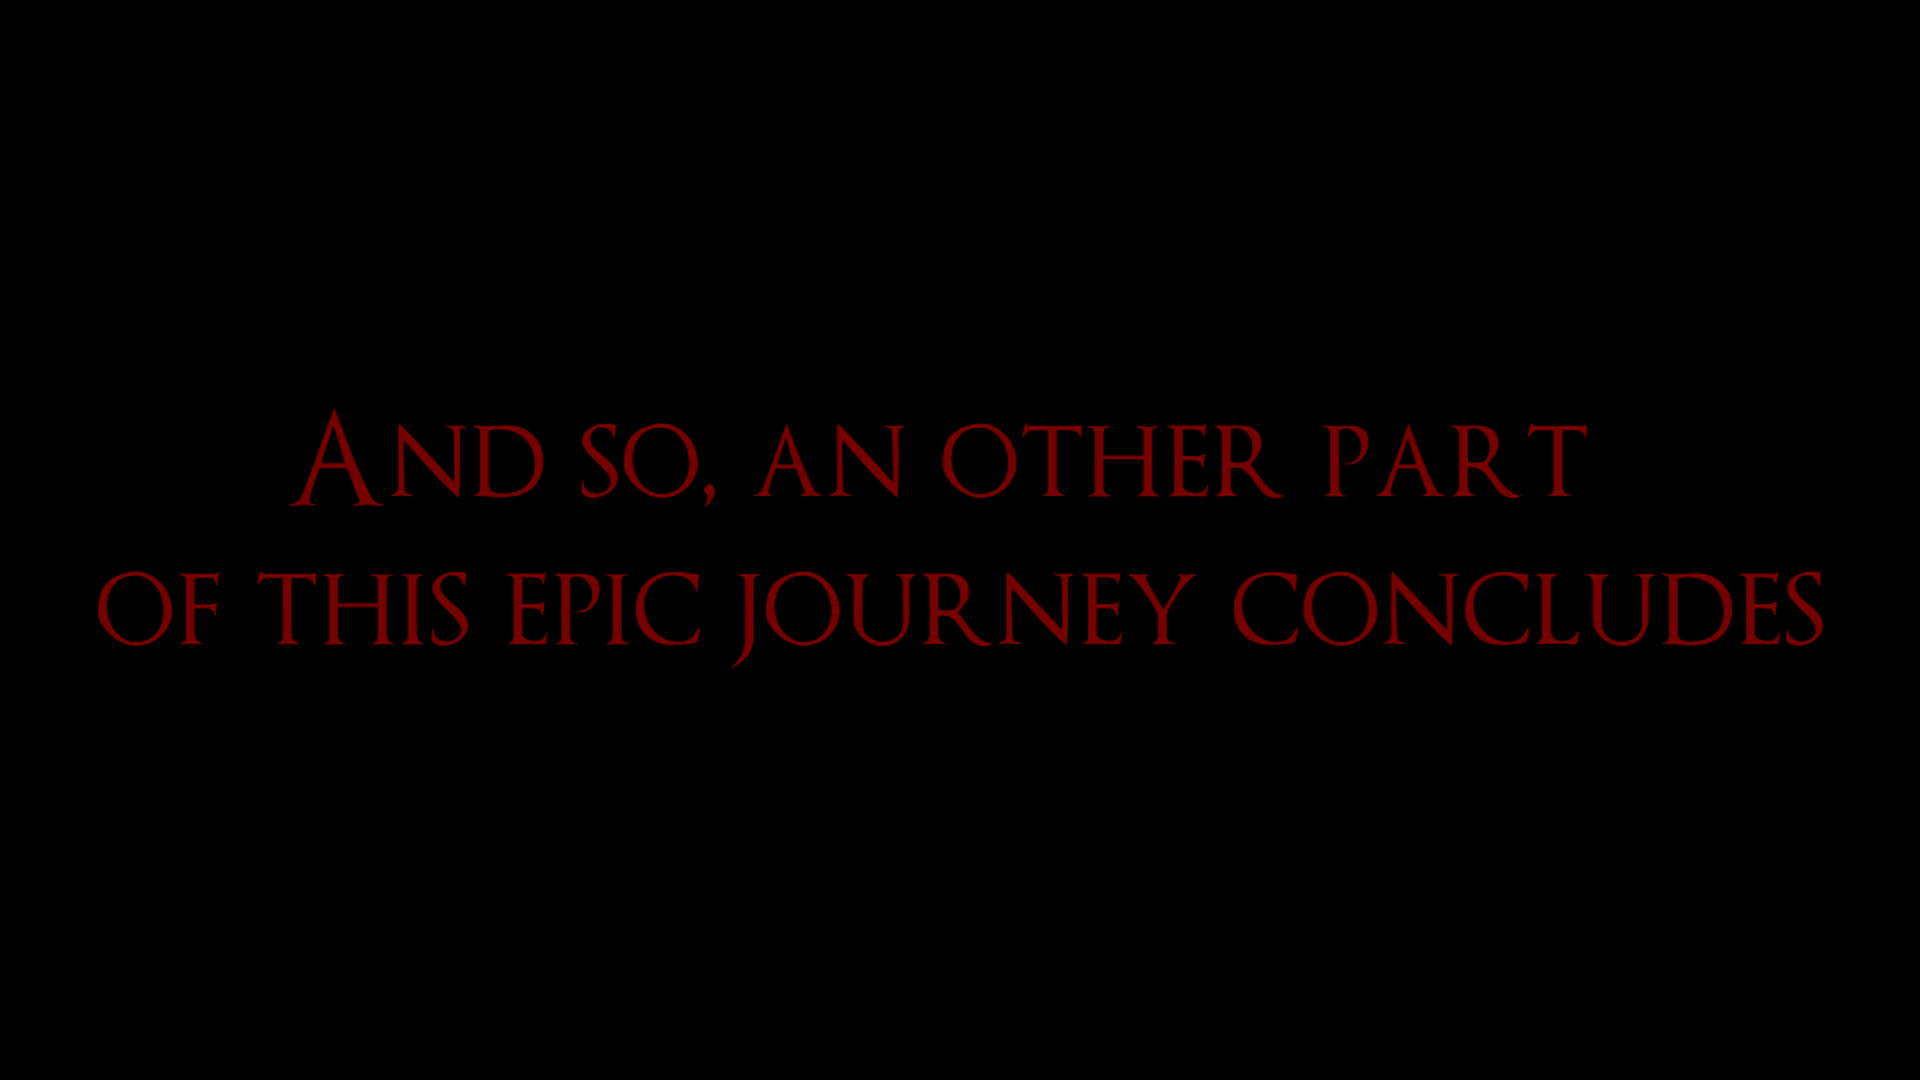 And so, an other part
of this epic journey concludes